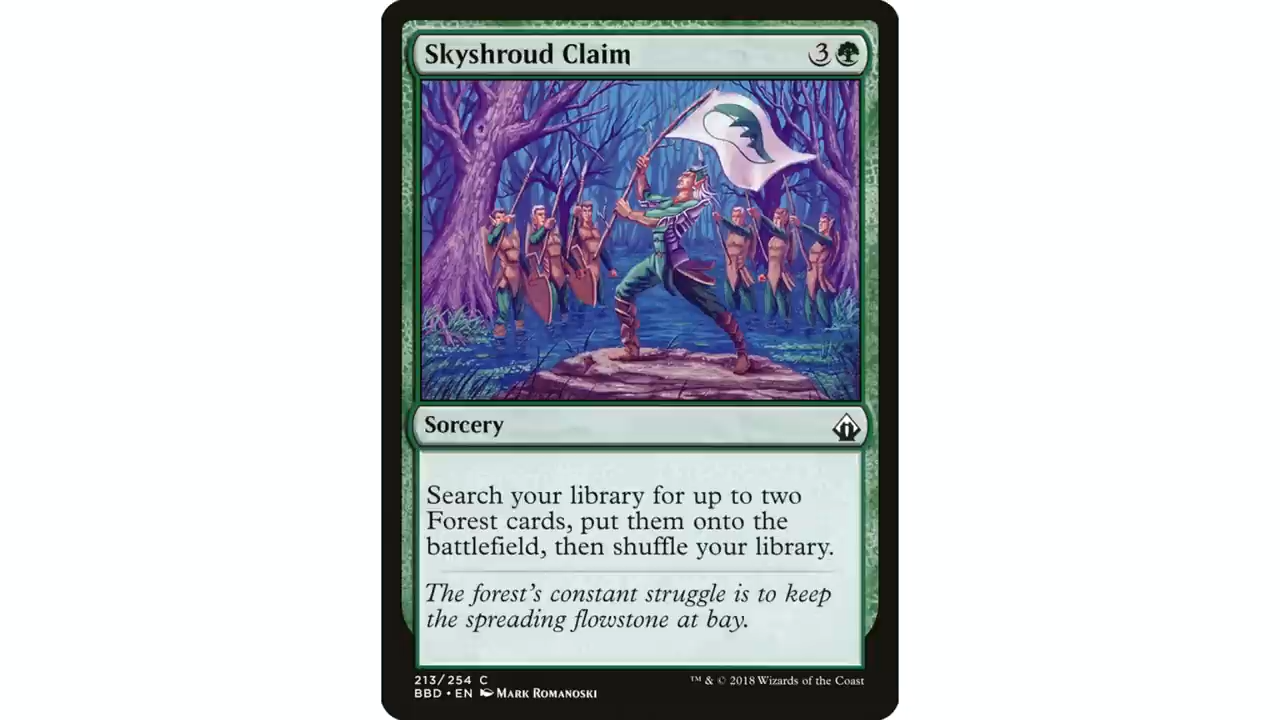 Skyshroud Claim 3
Sorcery
Search your library for up to two
Forest cards, put them onto the
battlefield, then shuffle your library.
The forest's constant struggle is to keep
the spreading flowstone at bay.
213/254 C
BBD • EN Mark Romanoski
™ & © 2018 Wizards of the Coast